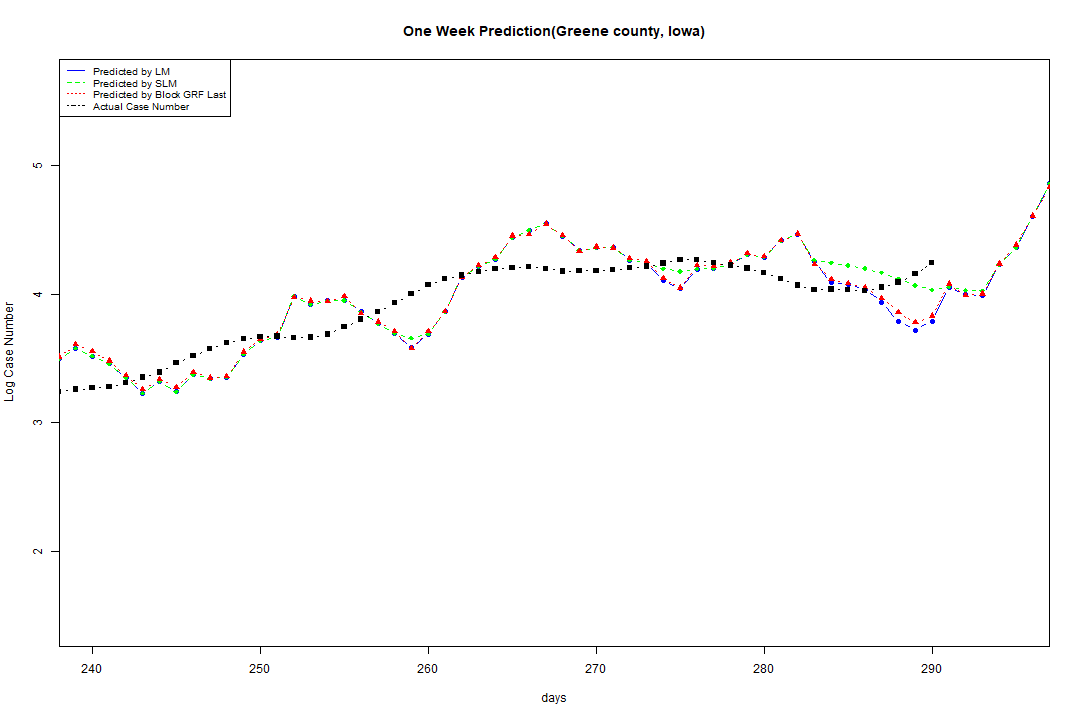 One Week Prediction(Greene county, Iowa)
Predicted by LM
Predicted by SLM
Predicted by Block GRF Last
Actual Case Number
Log Case Number
5
4
3
2
240 250 260 270 280 290
days